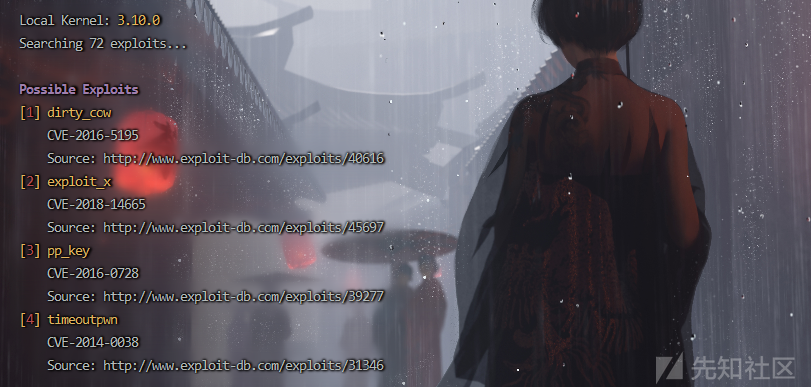 Local Kernel: 3.10.0
Searching 72 exploits...
Possible Exploits
[1] dirty_cow
CVE-2016-5195
Source: http://www.exploit-db.com/exploits/40616
[2] exploit_x
CVE-2018-14665
Source: http://www.exploit-db.com/exploits/45697
[3] pp_key
CVE-2016-0728
Source: http://www.exploit-db.com/exploits/39277
[4] timeoutpwn
CVE-2014-0038
Source: http://www.exploit-db.com/exploits/31346
先知社区